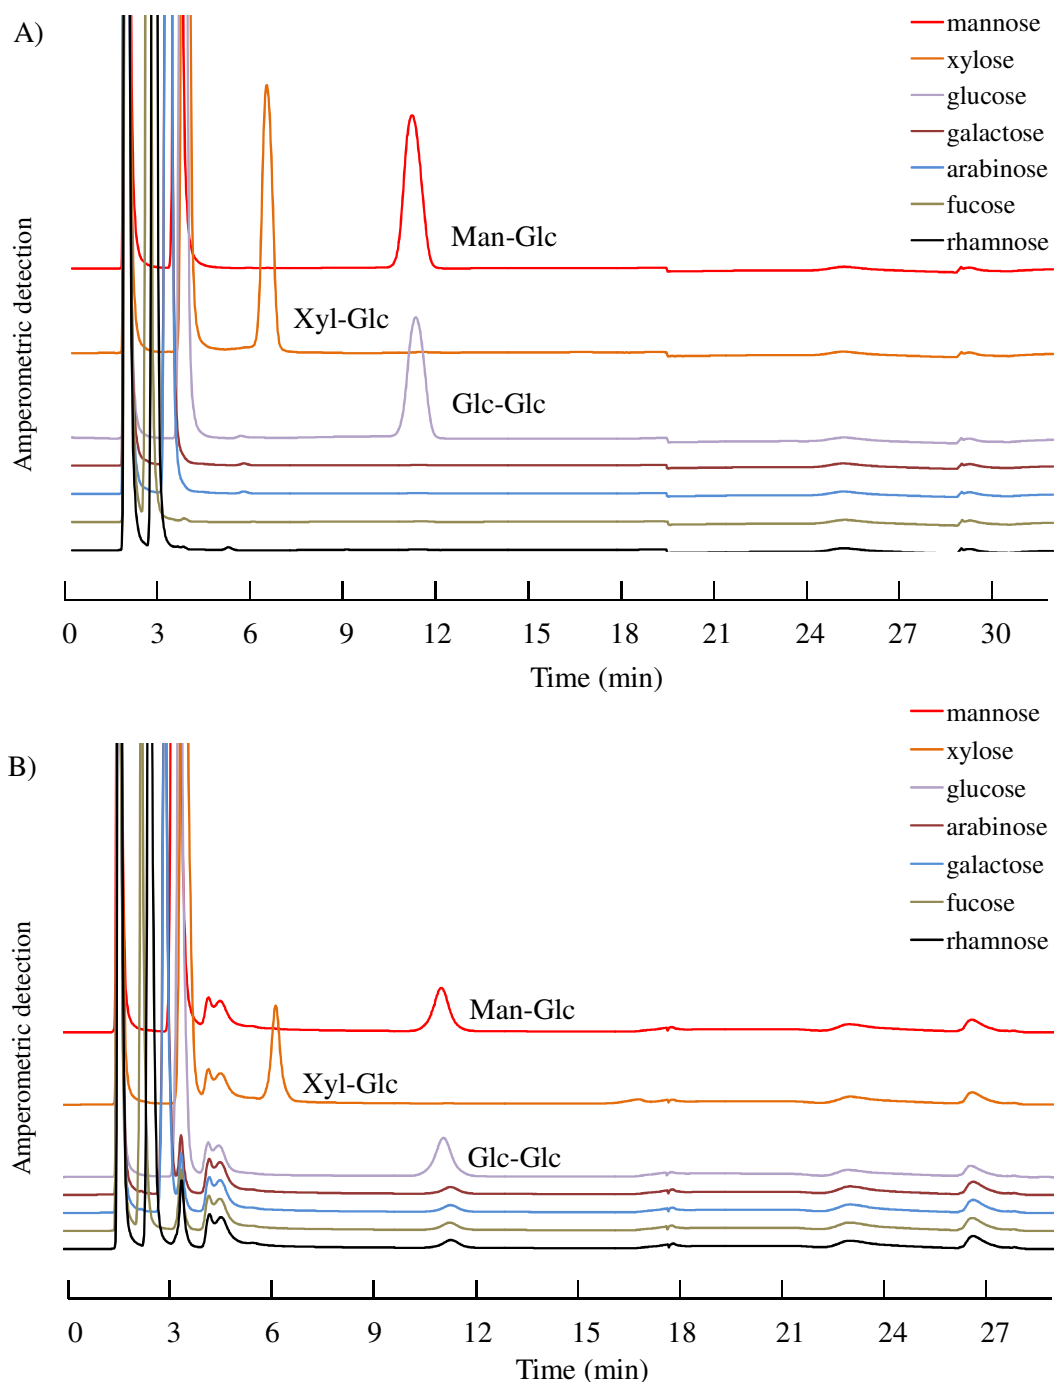 A)
mannose
xylose
glucose
galactose
arabinose
fucose
rhamnose
Amperometric detection
Man-Glc
Xyl-Glc
Glc-Glc
0 3 6 9 12 15 18 21 24 27 30
Time (min)
B)
mannose
xylose
glucose
arabinose
galactose
fucose
rhamnose
Amperometric detection
Man-Glc
Xyl-Glc
Glc-Glc
0 3 6 9 12 15 18 21 24 27
Time (min)